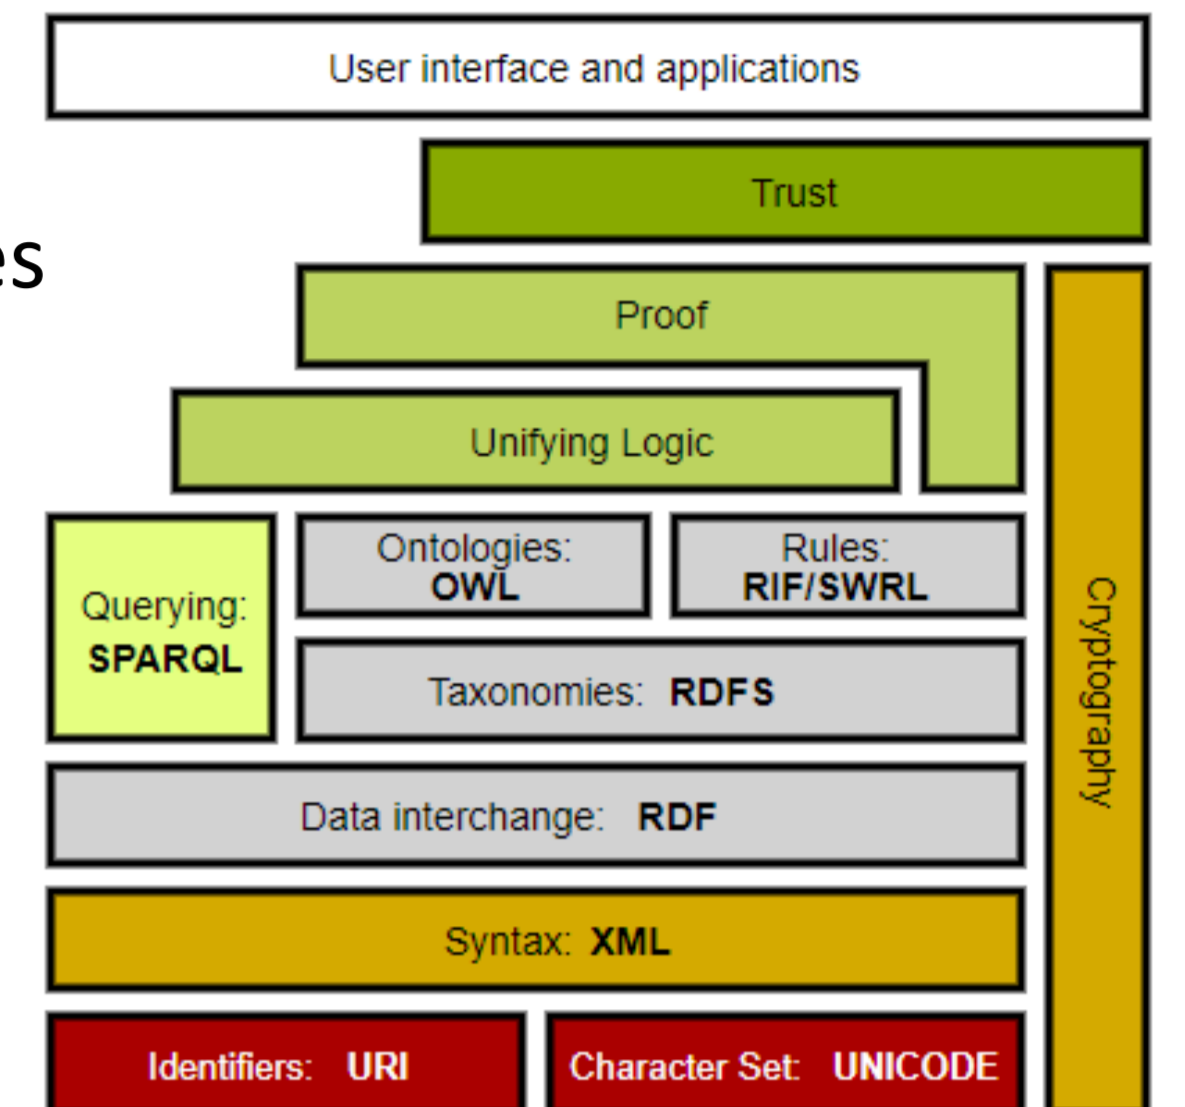 User interface and applications
Trust
es
Proof
Unifying Logic
Querying:
SPARQL
Ontologies:
OWL
Rules:
RIF/SWRL
Taxonomies: RDFS
Cryptography
Data interchange: RDF
Syntax: XML
Identifiers: URI
Character Set: UNICODE